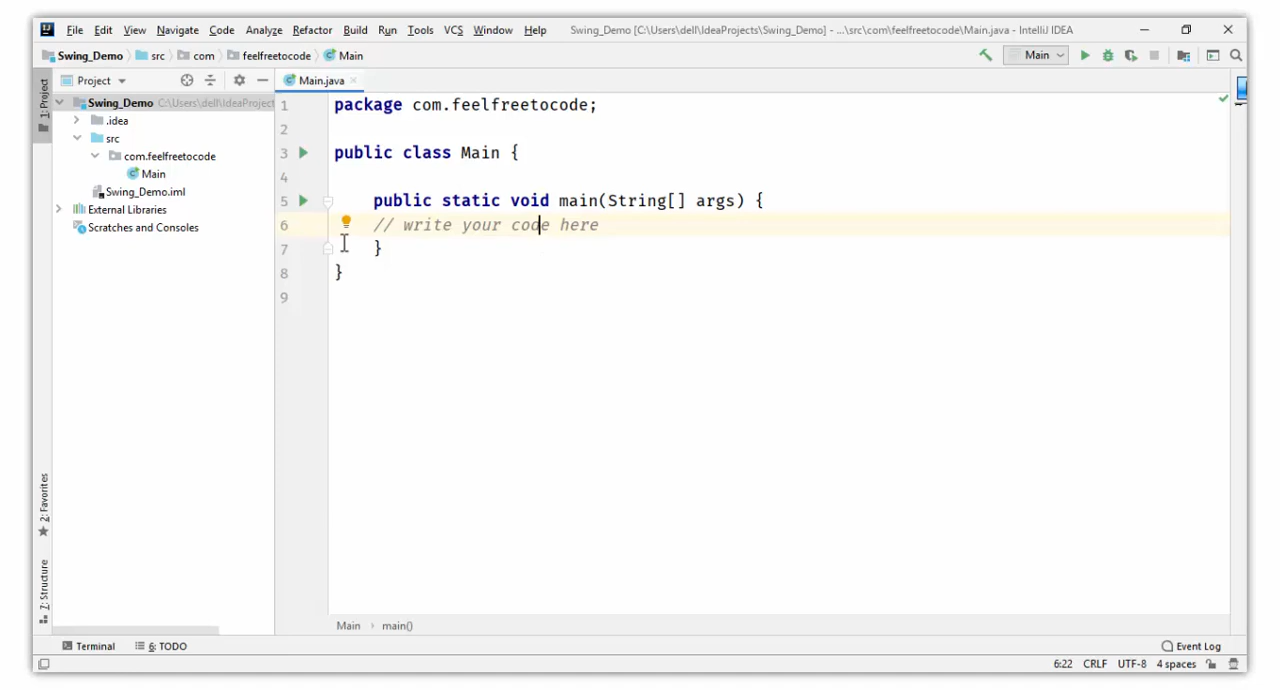 File Edit View Navigate Code Analyze Refactor Build Run Tools VCS Window Help Swing_Demo [C:\Users\dell\IdeaProjects\Swing_Demo] - ...\src\com\feelfreetocode\Main.java - IntelliJ IDEA
Swing_Demo src com feelfreetocode Main Main
1: Project
Project Main.java
Swing_Demo C:\Users\dell\IdeaProject
.idea
src
com.feelfreetocode
Main
Swing_Demo.iml
External Libraries
Scratches and Consoles
1 package com.feelfreetocode;
2
3 public class Main {
4
5 public static void main(String[] args) {
6 // write your code here
7 }
8 }
9
2: Favorites
Z: Structure
Main main()
Terminal 6: TODO Event Log
6:22 CRLF UTF-8 4 spaces